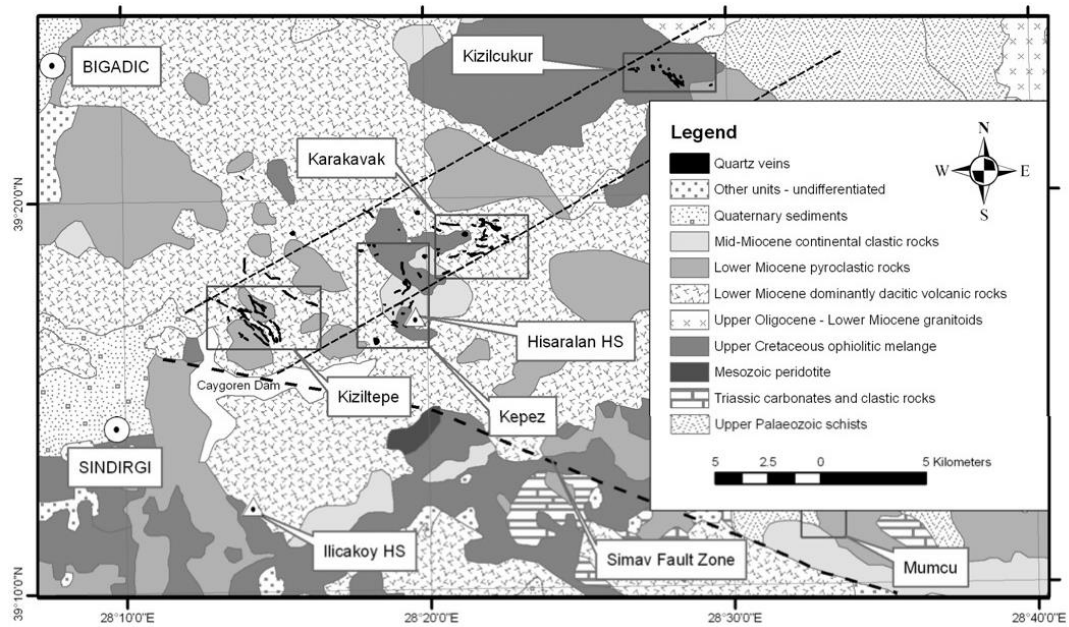 Kizilcukur
BIGADIC
Legend
N
W E
S
Karakavak
Quartz veins
Other units - undifferentiated
39°20'0"N
Quaternary sediments
Mid-Miocene continental clastic rocks
Lower Miocene pyroclastic rocks
Lower Miocene dominantly dacitic volcanic rocks
Upper Oligocene - Lower Miocene granitoids
Hisaralan HS
Upper Cretaceous ophiolitic melange
Mesozoic peridotite
Caygoren Dam
Kiziltepe
Triassic carbonates and clastic rocks
Kepez
Upper Palaeozoic schists
SINDIRGI
5 2.5 0 5 Kilometers
Ilicakoy HS
Simav Fault Zone
Mumcu
39°10'0"N
28°10'0"E 28°20'0"E 28°30'0"E 28°40'0"E